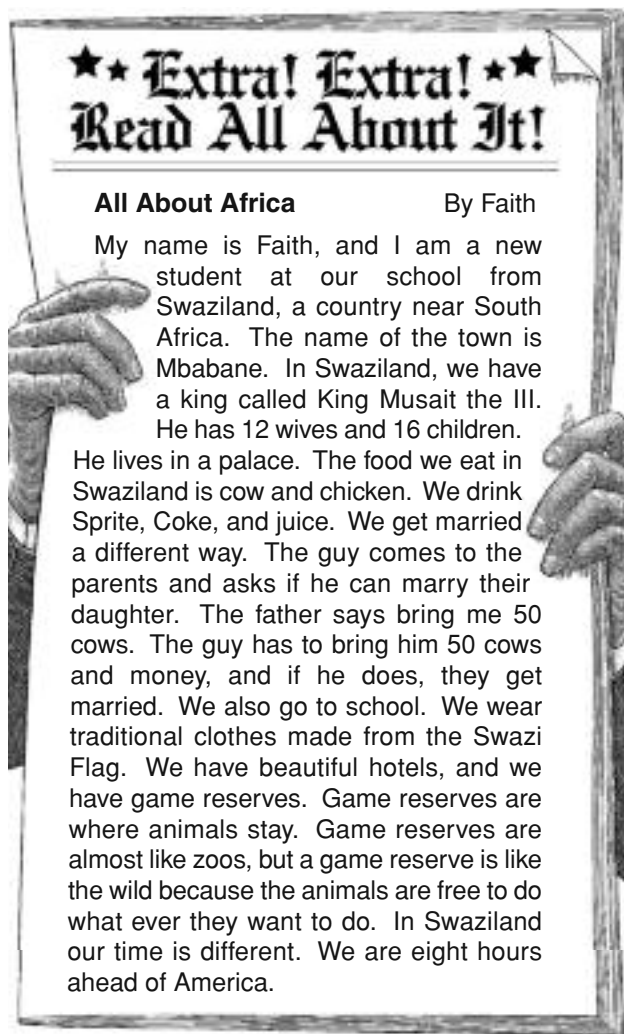 Extra! Extra!
Read All About It!
All About Africa By Faith
My name is Faith, and I am a new
student at our school from
Swaziland, a country near South
Africa. The name of the town is
Mbabane. In Swaziland, we have
a king called King Musait the III.
He has 12 wives and 16 children.
He lives in a palace. The food we eat in
Swaziland is cow and chicken. We drink
Sprite, Coke, and juice. We get married
a different way. The guy comes to the
parents and asks if he can marry their
daughter. The father says bring me 50
cows. The guy has to bring him 50 cows
and money, and if he does, they get
married. We also go to school. We wear
traditional clothes made from the Swazi
Flag. We have beautiful hotels, and we
have game reserves. Game reserves are
where animals stay. Game reserves are
almost like zoos, but a game reserve is like
the wild because the animals are free to do
what ever they want to do. In Swaziland
our time is different. We are eight hours
ahead of America.